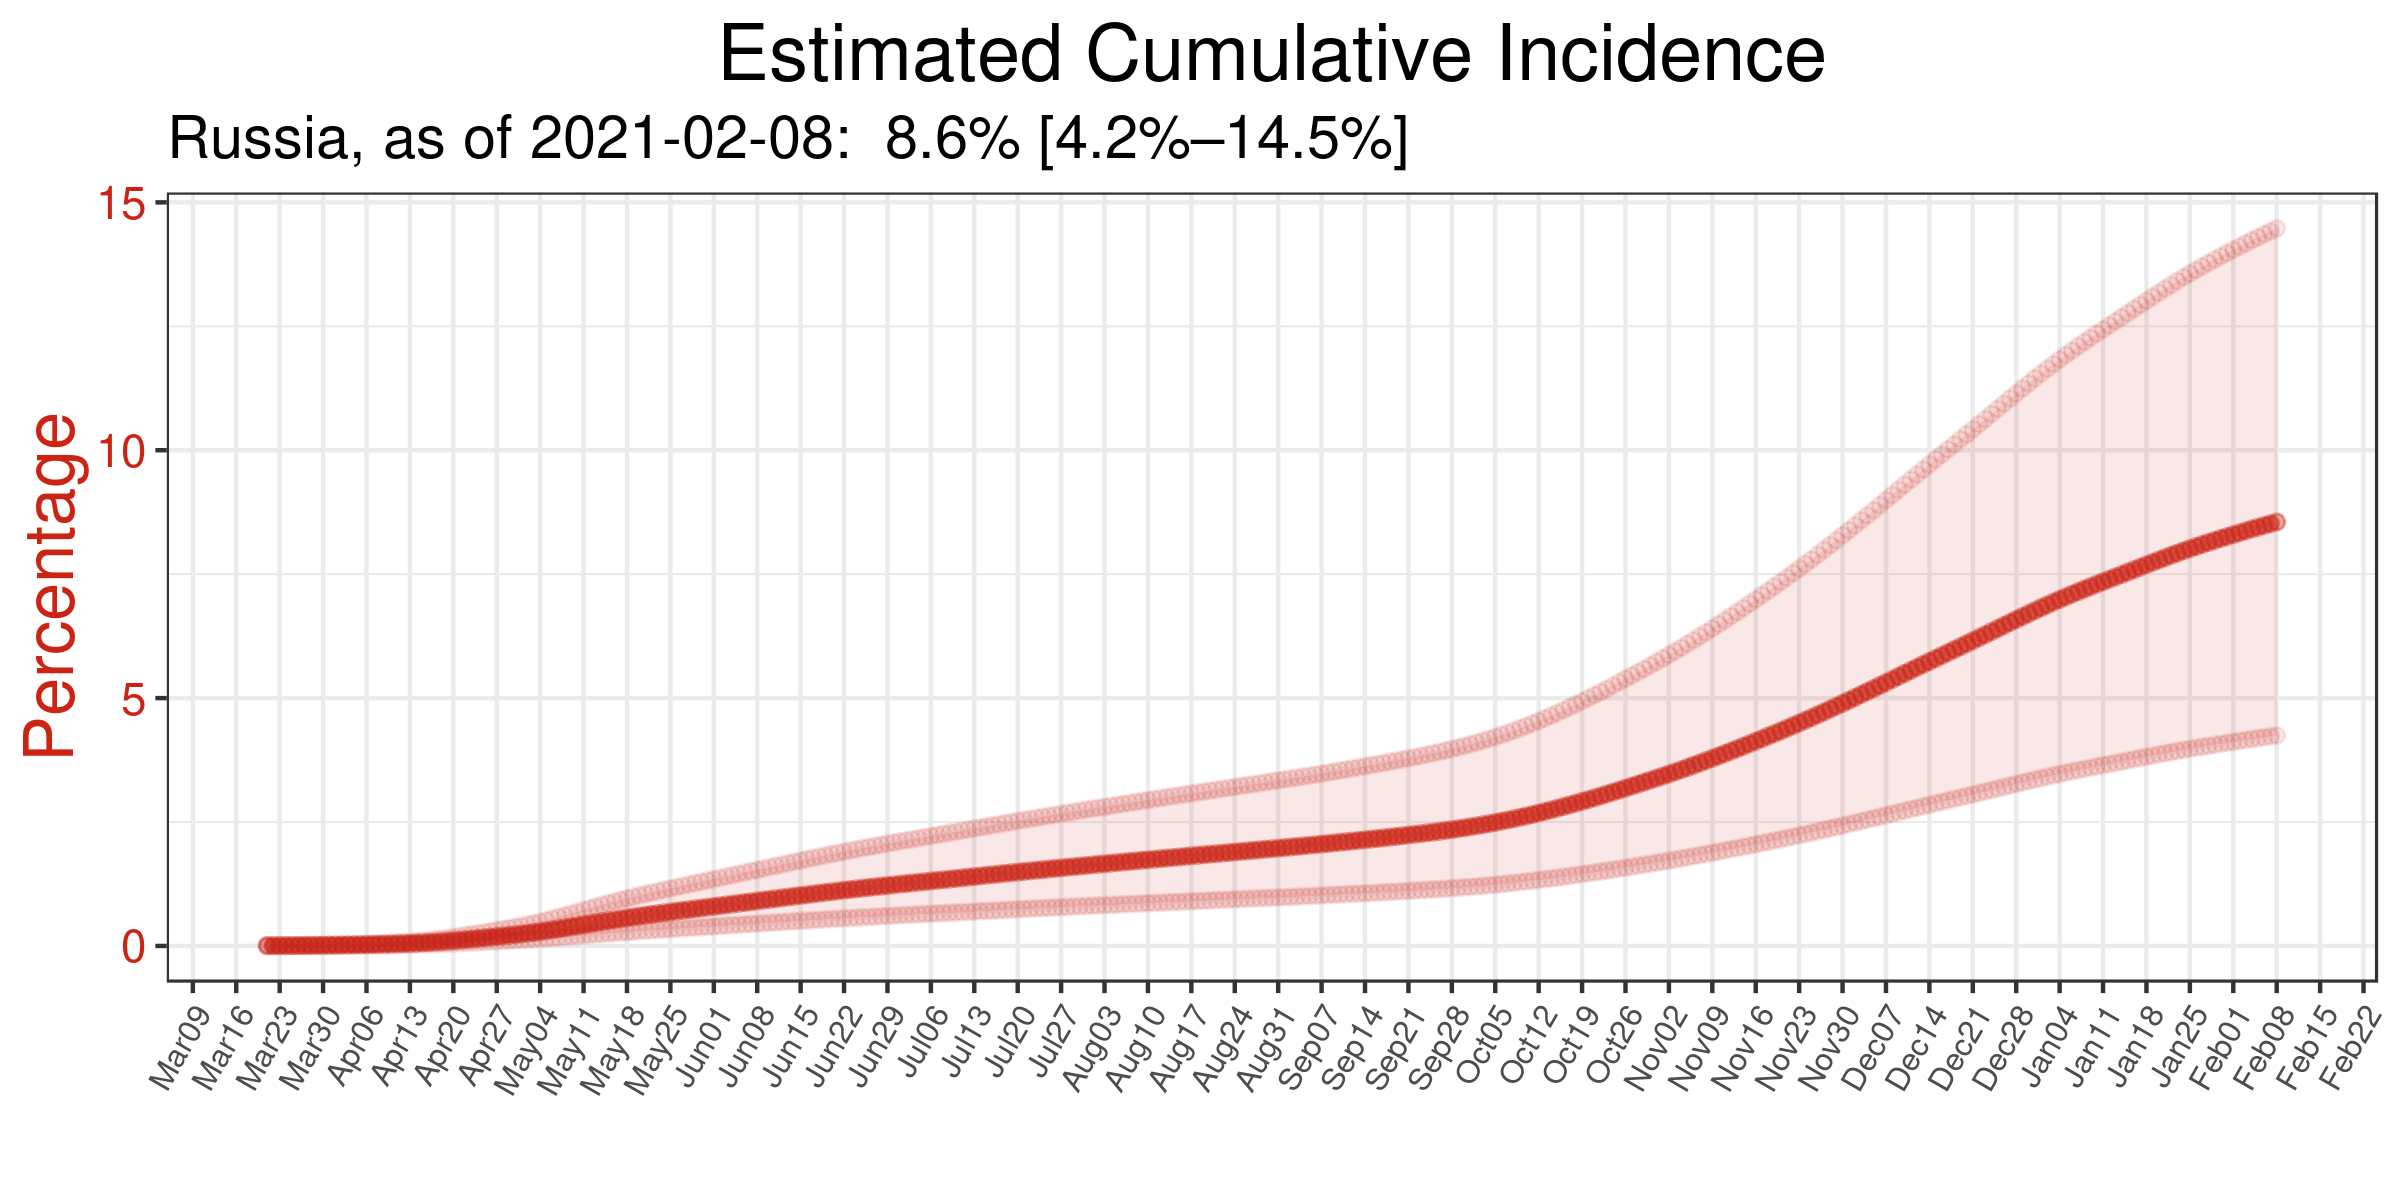 Estimated Cumulative Incidence
Russia, as of 2021-02-08:  8.6% [4.2%–14.5%]
Percentage
15
10
5
0
Mar09
Mar16
Mar23
Mar30
Apr06
Apr13
Apr20
Apr27
May04
May11
May18
May25
Jun01
Jun08
Jun15
Jun22
Jun29
Jul06
Jul13
Jul20
Jul27
Aug03
Aug10
Aug17
Aug24
Aug31
Sep07
Sep14
Sep21
Sep28
Oct05
Oct12
Oct19
Oct26
Nov02
Nov09
Nov16
Nov23
Nov30
Dec07
Dec14
Dec21
Dec28
Jan04
Jan11
Jan18
Jan25
Feb01
Feb08
Feb15
Feb22